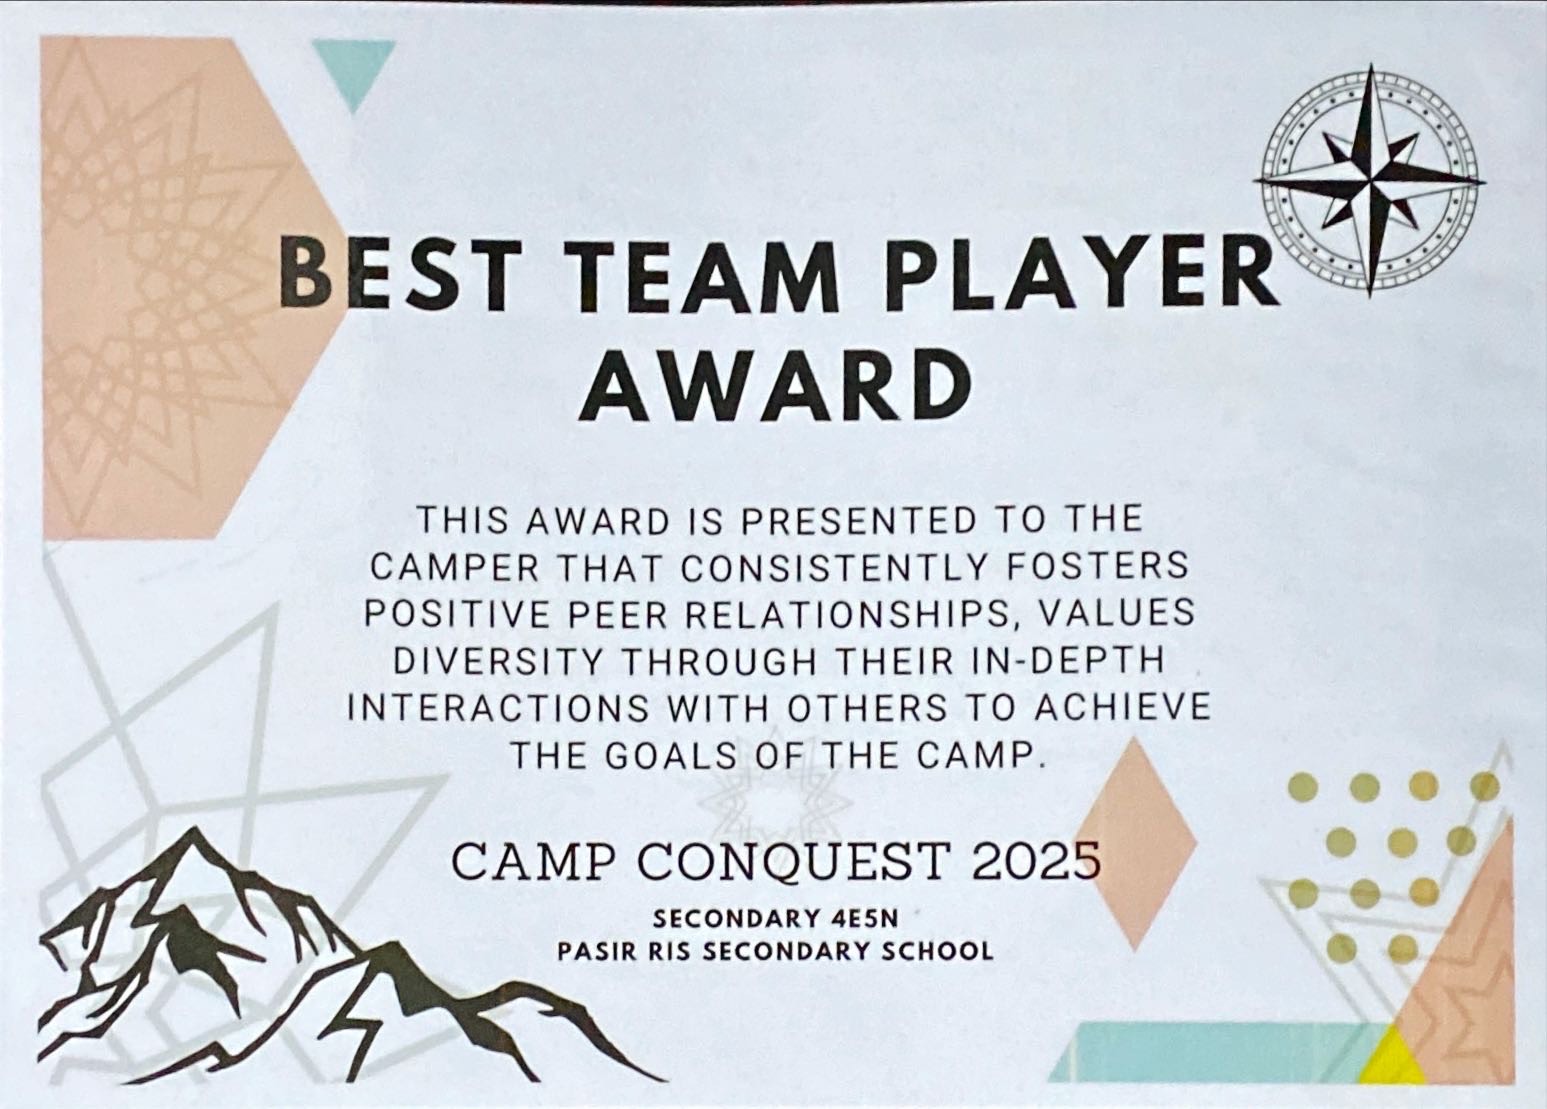 BEST TEAM PLAYER
AWARD
THIS AWARD IS PRESENTED TO THE
CAMPER THAT CONSISTENTLY FOSTERS
POSITIVE PEER RELATIONSHIPS, VALUES
DIVERSITY THROUGH THEIR IN-DEPTH
INTERACTIONS WITH OTHERS TO ACHIEVE
THE GOALS OF THE CAMP.
CAMP CONQUEST 2025
SECONDARY 4E5N
PASIR RIS SECONDARY SCHOOL